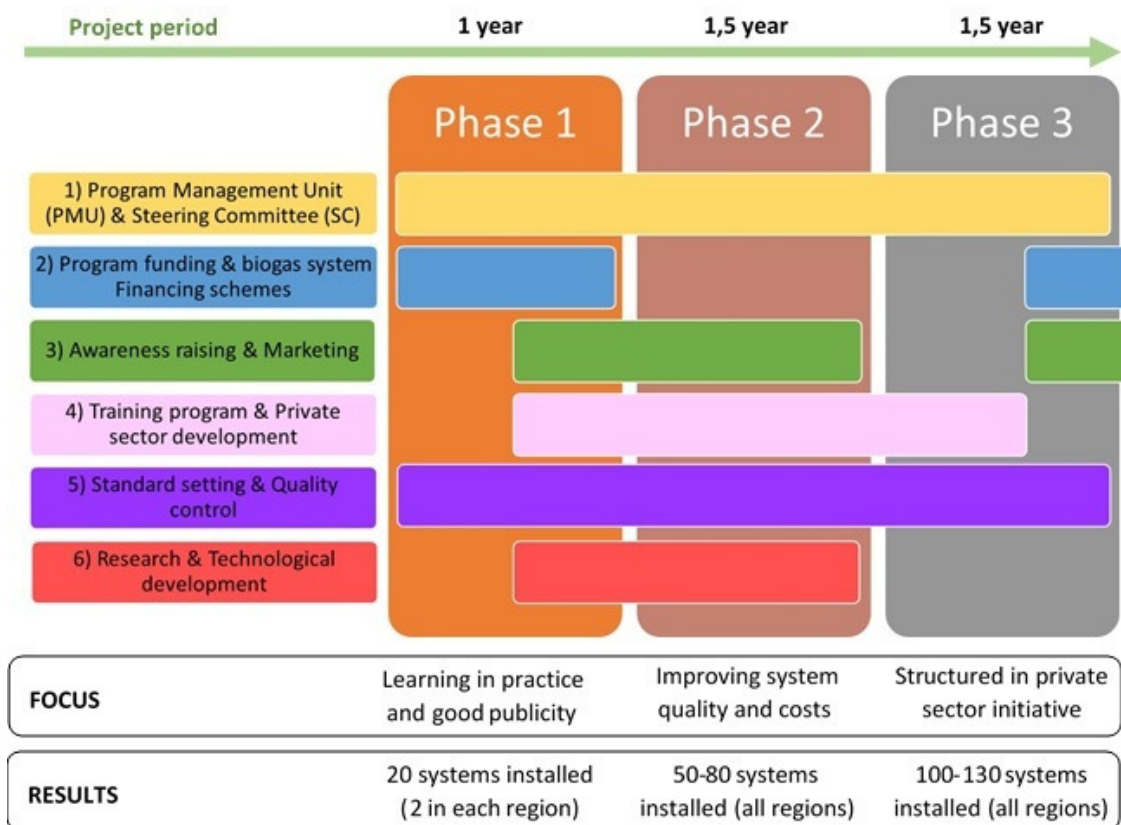 Project period
1 year
1,5 year
1,5 year
Phase 1
Phase 2
Phase 3
1) Program Management Unit
(PMU) & Steering Committee (SC)
2) Program funding & biogas system
Financing schemes
3) Awareness raising & Marketing
4) Training program & Private
sector development
5) Standard setting & Quality
control
6) Research & Technological
development
FOCUS
Learning in practice
and good publicity
Improving system
quality and costs
Structured in private
sector initiative
RESULTS
20 systems installed
(2 in each region)
50-80 systems
installed (all regions)
100-130 systems
installed (all regions)